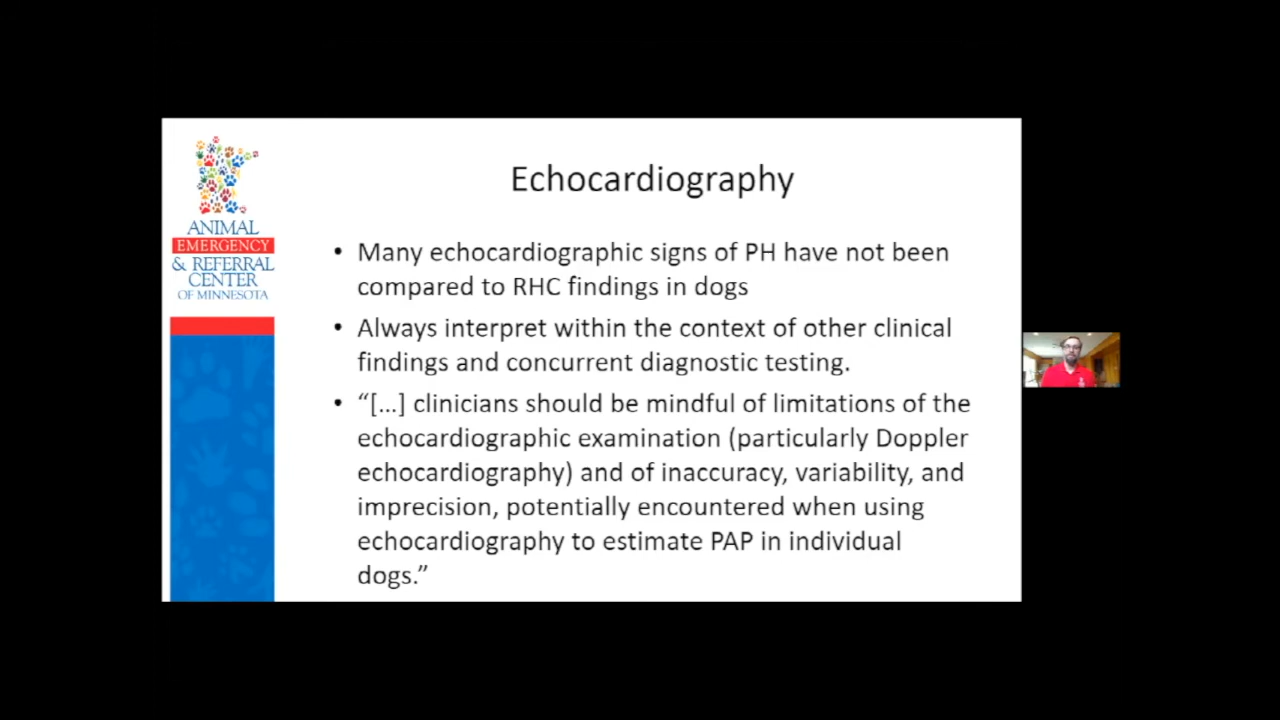 ANIMAL
EMERGENCY
& REFERRAL
CENTER
OF MINNESOTA
Echocardiography
• Many echocardiographic signs of PH have not been
compared to RHC findings in dogs
• Always interpret within the context of other clinical
findings and concurrent diagnostic testing.
• “[…] clinicians should be mindful of limitations of the
echocardiographic examination (particularly Doppler
echocardiography) and of inaccuracy, variability, and
imprecision, potentially encountered when using
echocardiography to estimate PAP in individual
dogs.”